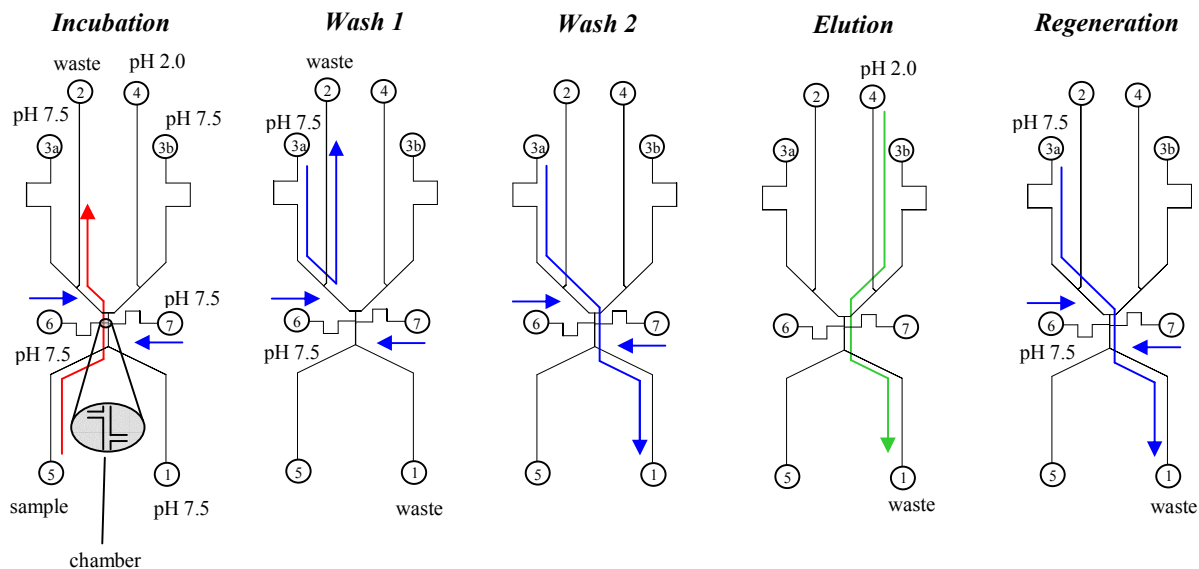 Incubation
waste
pH 2.0
2
4
pH 7.5
pH 7.5
3a
3b
pH 7.5
6
7
pH 7.5
5
1
sample
pH 7.5
chamber
Wash 1
waste
2
4
pH 7.5
3a
3b
6
7
pH 7.5
5
1
waste
Wash 2
2
4
3a
3b
6
7
5
1
Elution
pH 2.0
2
4
3a
3b
6
7
5
1
waste
Regeneration
2
4
pH 7.5
3a
3b
6
7
pH 7.5
5
1
waste